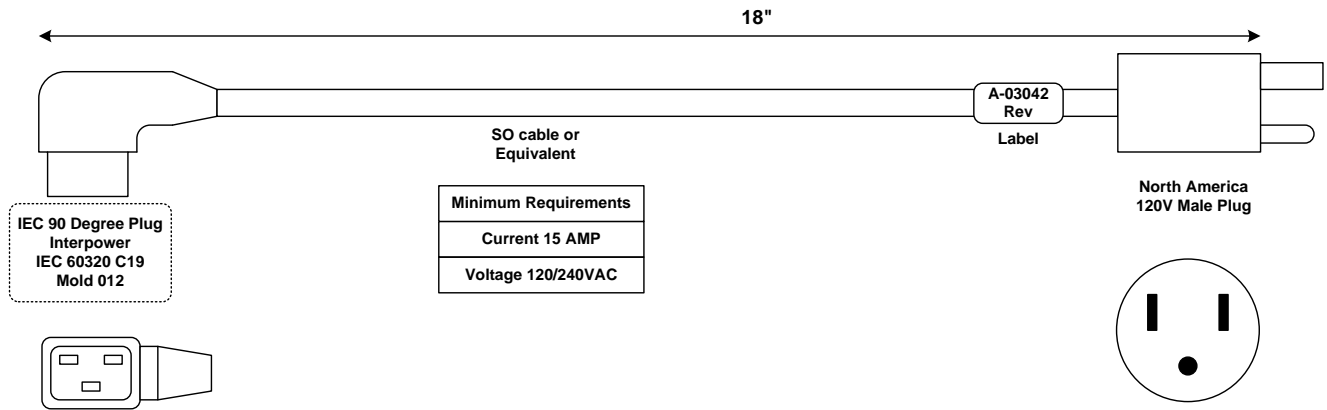 18"
A-03042
Rev
Label
SO cable or
Equivalent
Minimum Requirements
Current 15 AMP
Voltage 120/240VAC
North America
120V Male Plug
IEC 90 Degree Plug
Interpower
IEC 60320 C19
Mold 012